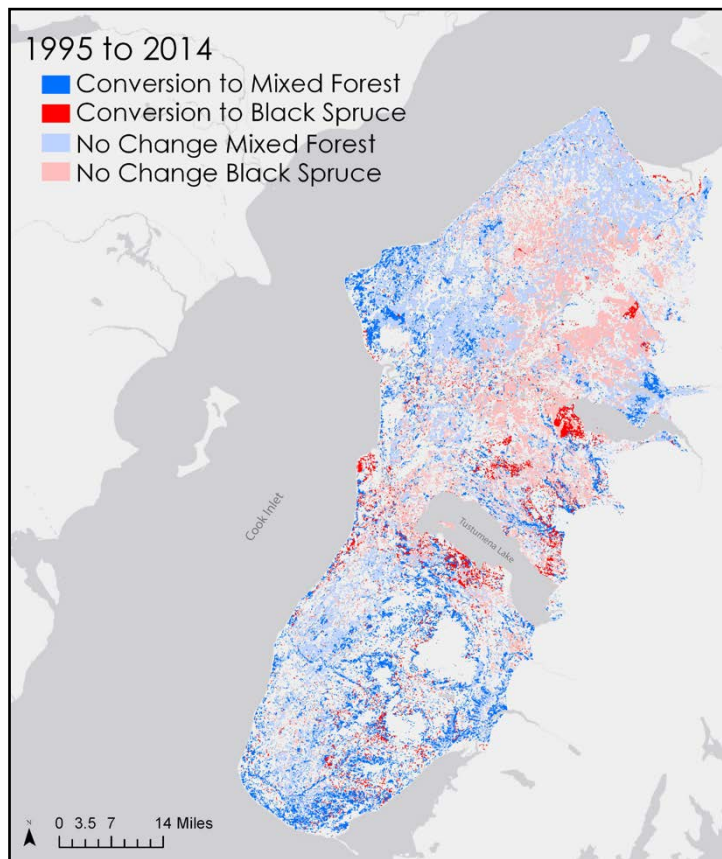 1995 to 2014
Conversion to Mixed Forest
Conversion to Black Spruce
No Change Mixed Forest
No Change Black Spruce
Cook Inlet
Tustumena Lake
N
0 3.5 7 14 Miles